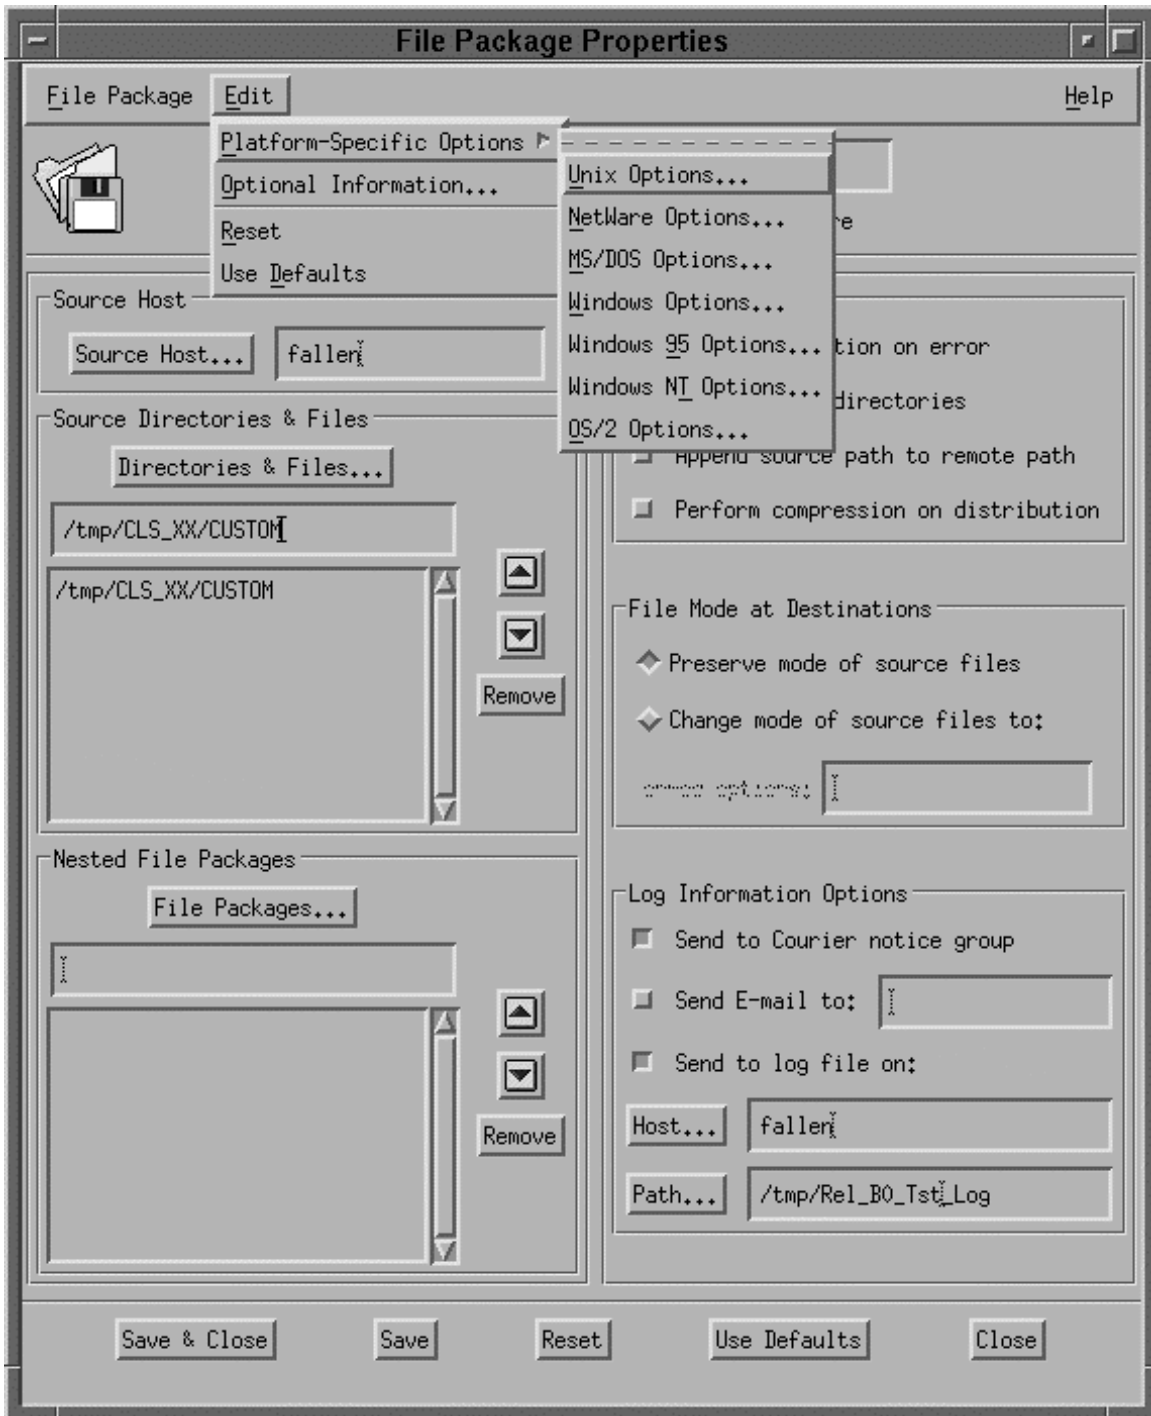 File Package Properties
File Package Edit Help
Platform-Specific Options
Optional Information...
Reset
Use Defaults
Unix Options...
NetWare Options...
MS/DOS Options...
Windows Options...
Windows 95 Options...
Windows NT Options...
OS/2 Options...
re
Source Host
Source Host... fallen
tion on error
directories
Append source path to remote path
Perform compression on distribution
Source Directories & Files
Directories & Files...
/tmp/CLS_XX/CUSTOM
/tmp/CLS_XX/CUSTOM
Remove
File Mode at Destinations
Preserve mode of source files
Change mode of source files to:
options:
Nested File Packages
File Packages...
Remove
Log Information Options
Send to Courier notice group
Send E-mail to:
Send to log file on:
Host... fallen
Path... /tmp/Rel_B0_Tst_Log
Save & Close Save Reset Use Defaults Close